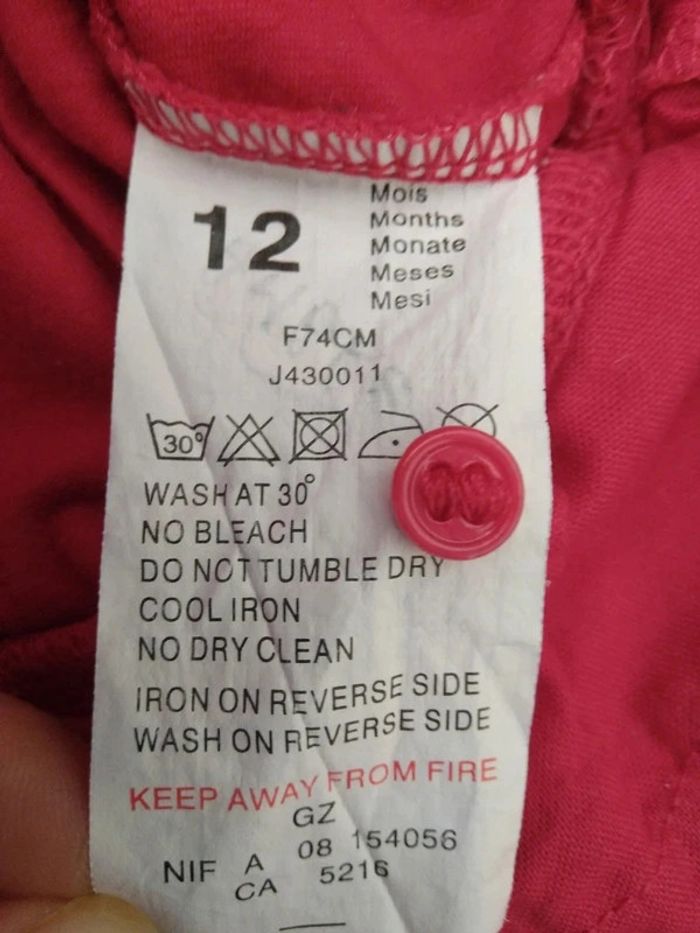 12
Mois
Months
Monate
Meses
Mesi
F74CM
J430011
30°
WASH AT 30°
NO BLEACH
DO NOT TUMBLE DRY
COOL IRON
NO DRY CLEAN
IRON ON REVERSE SIDE
WASH ON REVERSE SIDE
KEEP AWAY FROM FIRE
GZ
NIF A 08 154056
CA 5216